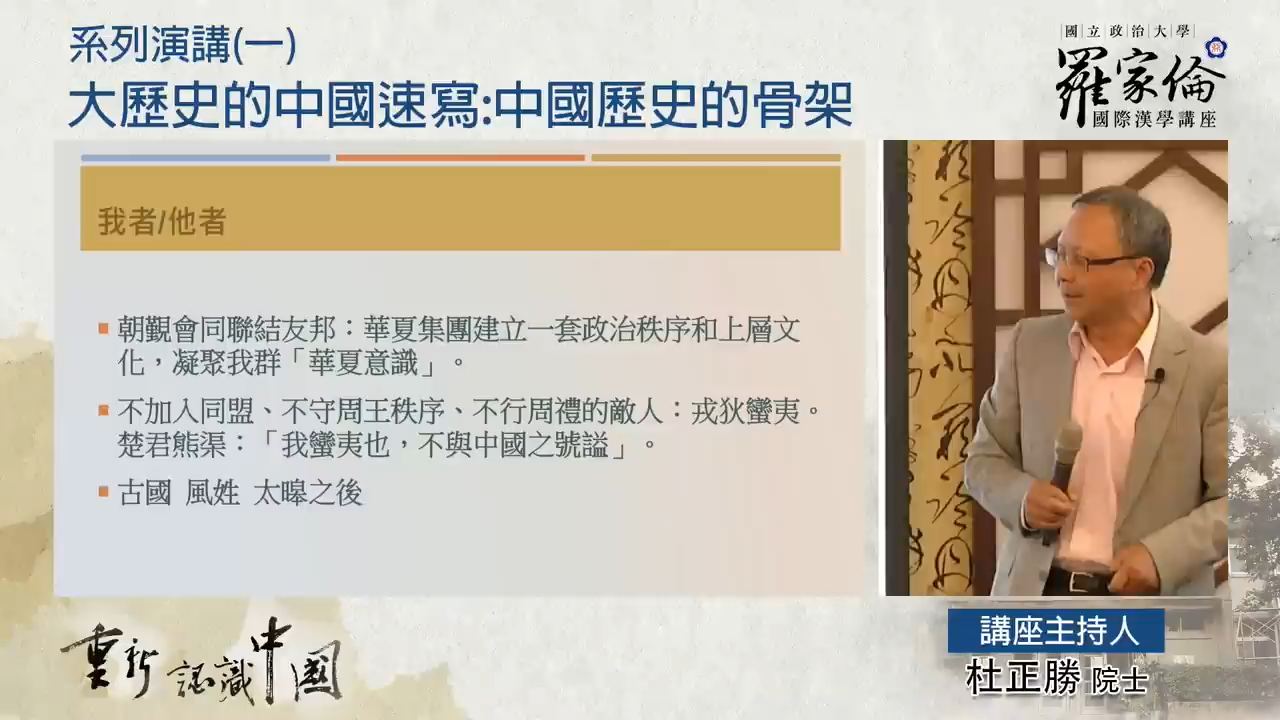 系列演講(一)
大歷史的中國速寫:中國歷史的骨架
國立政治大學
羅家倫
國際漢學講座
我者/他者
朝覲會同聯結友邦：華夏集團建立一套政治秩序和上層文
化，凝聚我群「華夏意識」。
不加入同盟、不守周王秩序、不行周禮的敵人：戎狄蠻夷。
楚君熊渠：「我蠻夷也，不與中國之號謚」。
古國 風姓 太皞之後
重新認識中國
講座主持人
杜正勝 院士